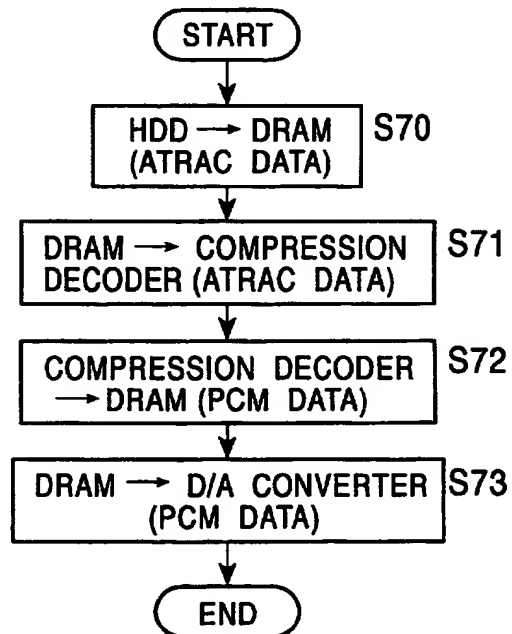 START
HDD → DRAM
(ATRAC DATA)
S70
DRAM → COMPRESSION
DECODER (ATRAC DATA)
S71
COMPRESSION DECODER
→ DRAM (PCM DATA)
S72
DRAM → D/A CONVERTER
(PCM DATA)
S73
END